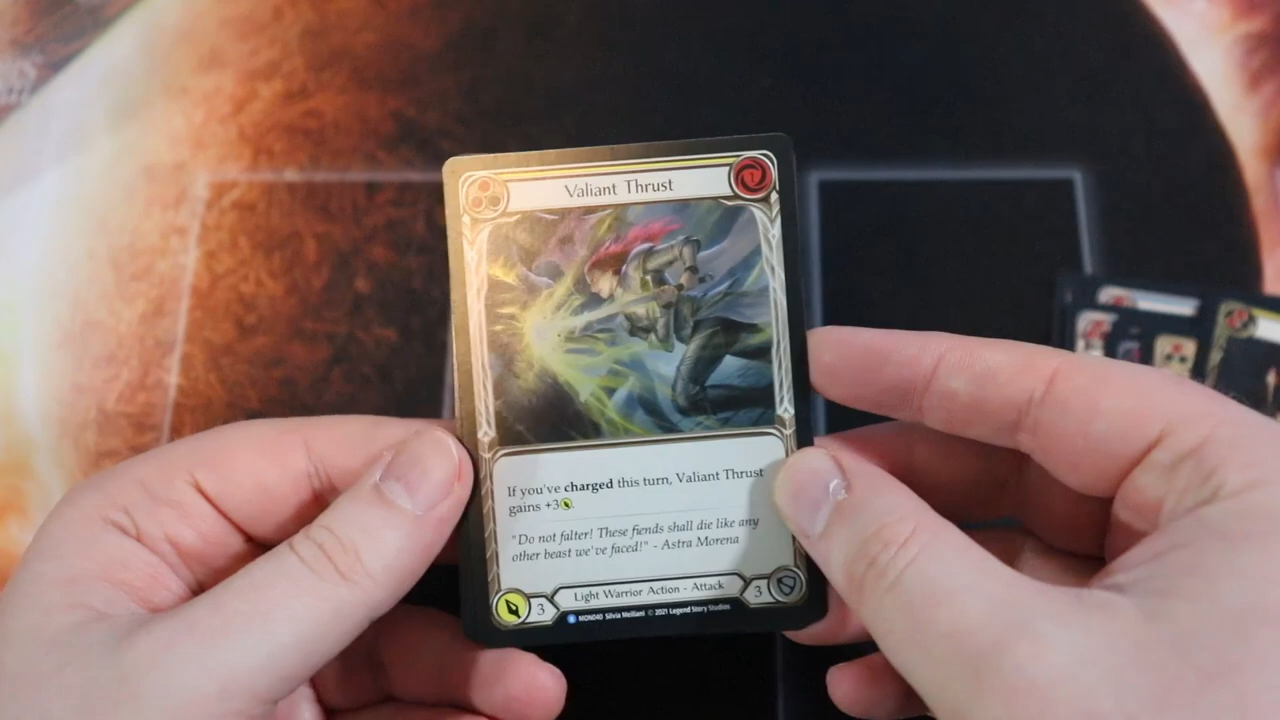 Valiant Thrust
1
If you've charged this turn, Valiant Thrust
gains +3
"Do not falter! These fiends shall die like any
other beast we've faced!" - Astra Morena
3
Light Warrior Action - Attack
3
R MON040 Silvia Meiliani © 2021 Legend Story Studios